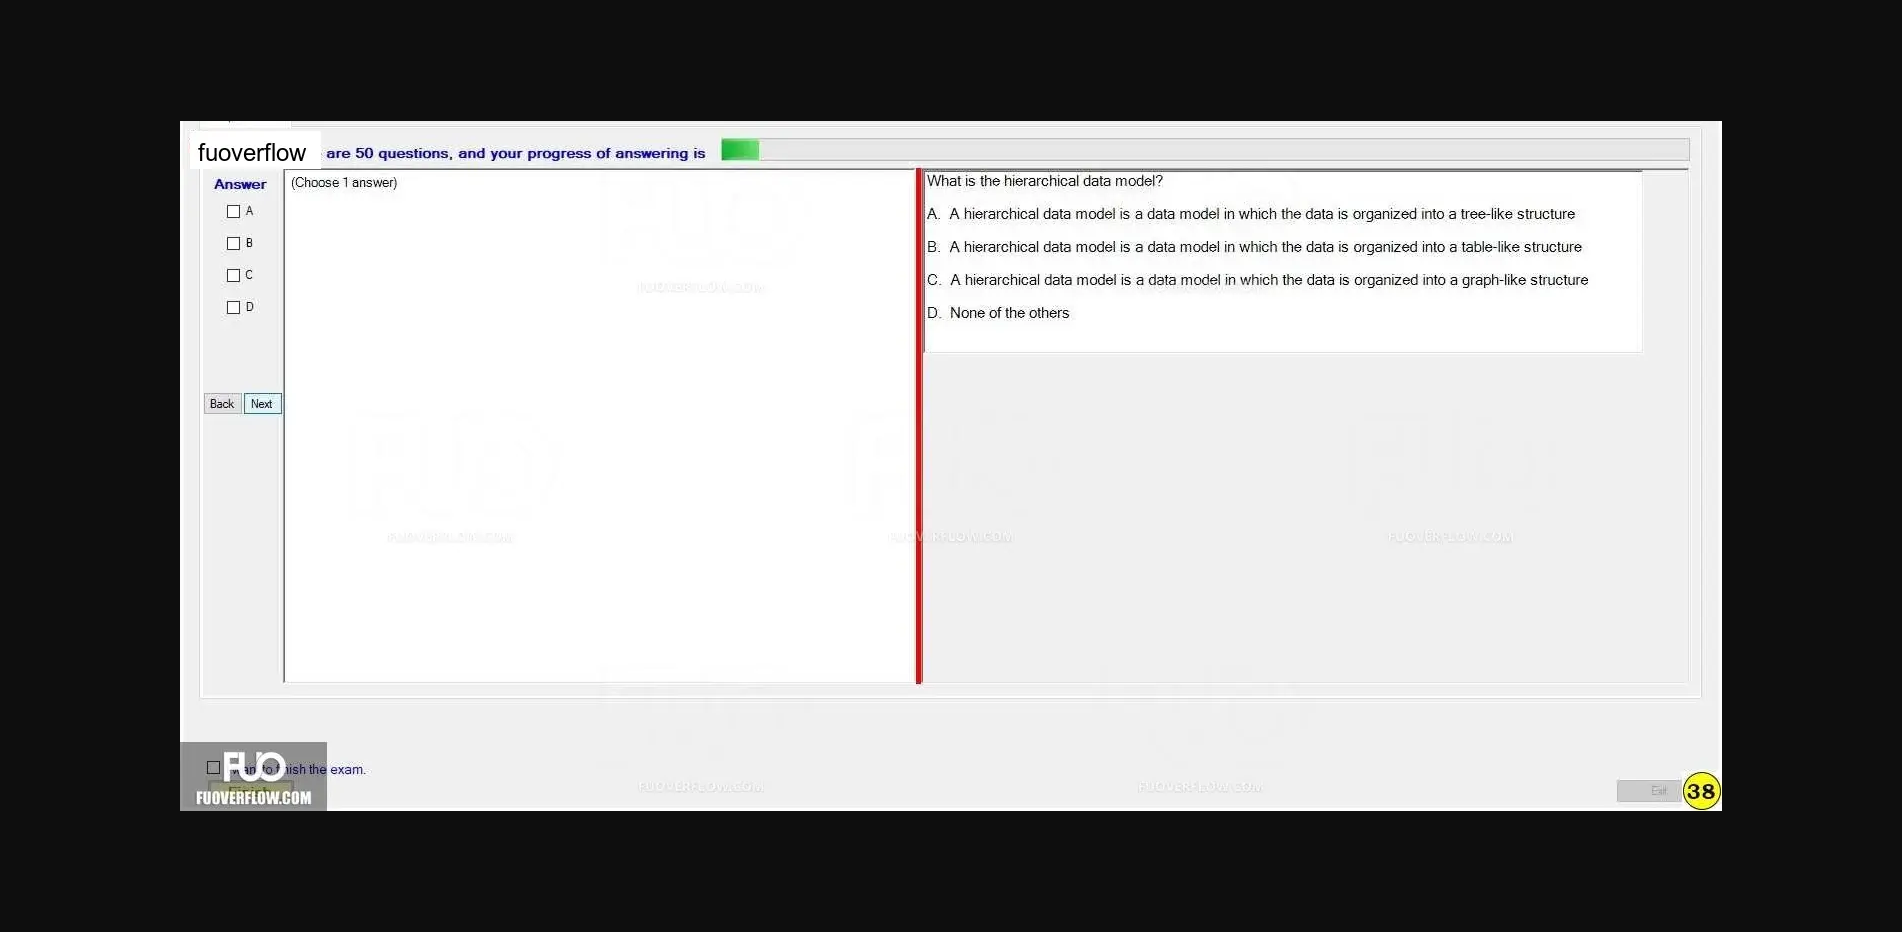 fuoverflow are 50 questions, and your progress of answering is
Answer
(Choose 1 answer)
A
B
C
D
Back Next
What is the hierarchical data model?
A. A hierarchical data model is a data model in which the data is organized into a tree-like structure
B. A hierarchical data model is a data model in which the data is organized into a table-like structure
C. A hierarchical data model is a data model in which the data is organized into a graph-like structure
D. None of the others
FUOVERFLOW.COM
FUOVERFLOW.COM FUOVERFLOW.COM FUOVERFLOW.COM
FUO
want to finish the exam.
Finish
FUOVERFLOW.COM
FUOVERFLOW.COM FUOVERFLOW.COM
Exit
38